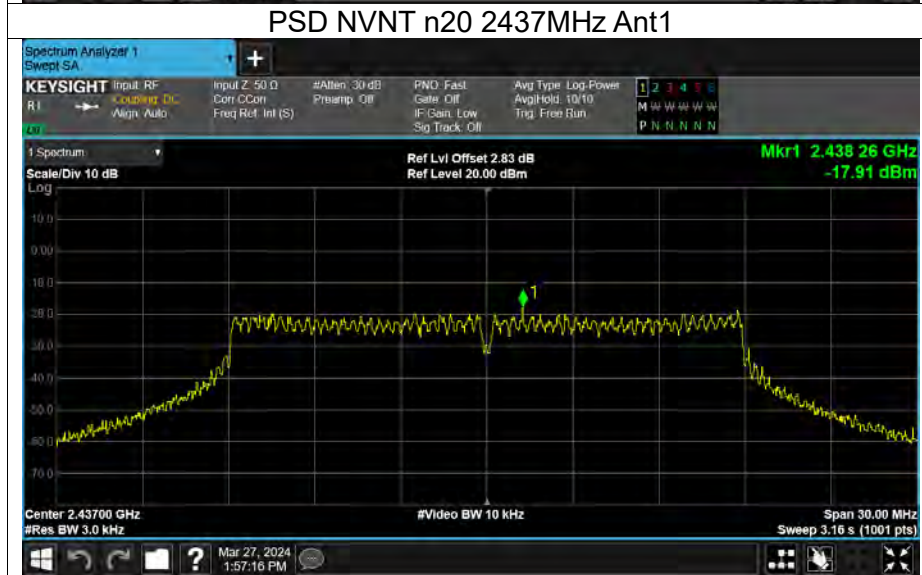 PSD NVNT n20 2437MHz Ant1
Spectrum Analyzer 1
Swept SA
+
KEYSIGHT Input: RF Input Z: 50 Ω #Atten: 30 dB PNO: Fast Avg Type: Log-Power 1 2 3 4 5 6
Coupling: DC Corr CCorr Preamp: Off Gate: Off Avg|Hold: 10/10 M W W W W W
Align: Auto Freq Ref: Int (S) IF Gain: Low Trig: Free Run
Sig Track: Off P N N N N N
1 Spectrum Ref Lvl Offset 2.83 dB Mkr1 2.438 26 GHz
Scale/Div 10 dB Ref Level 20.00 dBm -17.91 dBm
Log
10.0
0.00
-10.0
1
-20.0
-30.0
-40.0
-50.0
-60.0
-70.0
Center 2.43700 GHz #Video BW 10 kHz Span 30.00 MHz
#Res BW 3.0 kHz Sweep 3.16 s (1001 pts)
? Mar 27, 2024
1:57:16 PM